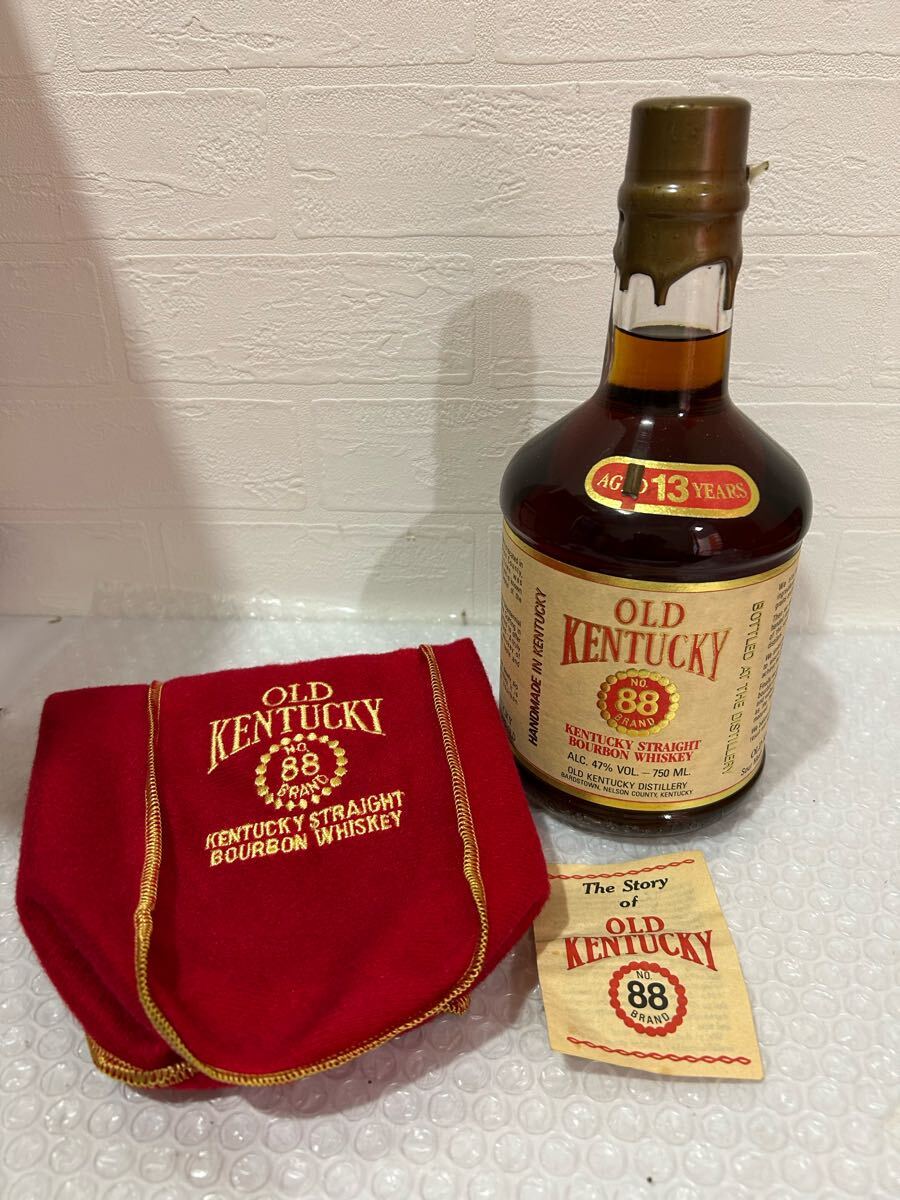 AGED 13 YEARS
OLD
KENTUCKY
NO.
88
BRAND
KENTUCKY STRAIGHT
BOURBON WHISKEY
ALC. 47% VOL. – 750 ML.
OLD KENTUCKY DISTILLERY
BARDSTOWN, NELSON COUNTY, KENTUCKY
HANDMADE IN KENTUCKY
BOTTLED AT THE DISTILLERY
OLD
KENTUCKY
NO.
88
BRAND
KENTUCKY STRAIGHT
BOURBON WHISKEY
The Story
of
OLD
KENTUCKY
NO.
88
BRAND